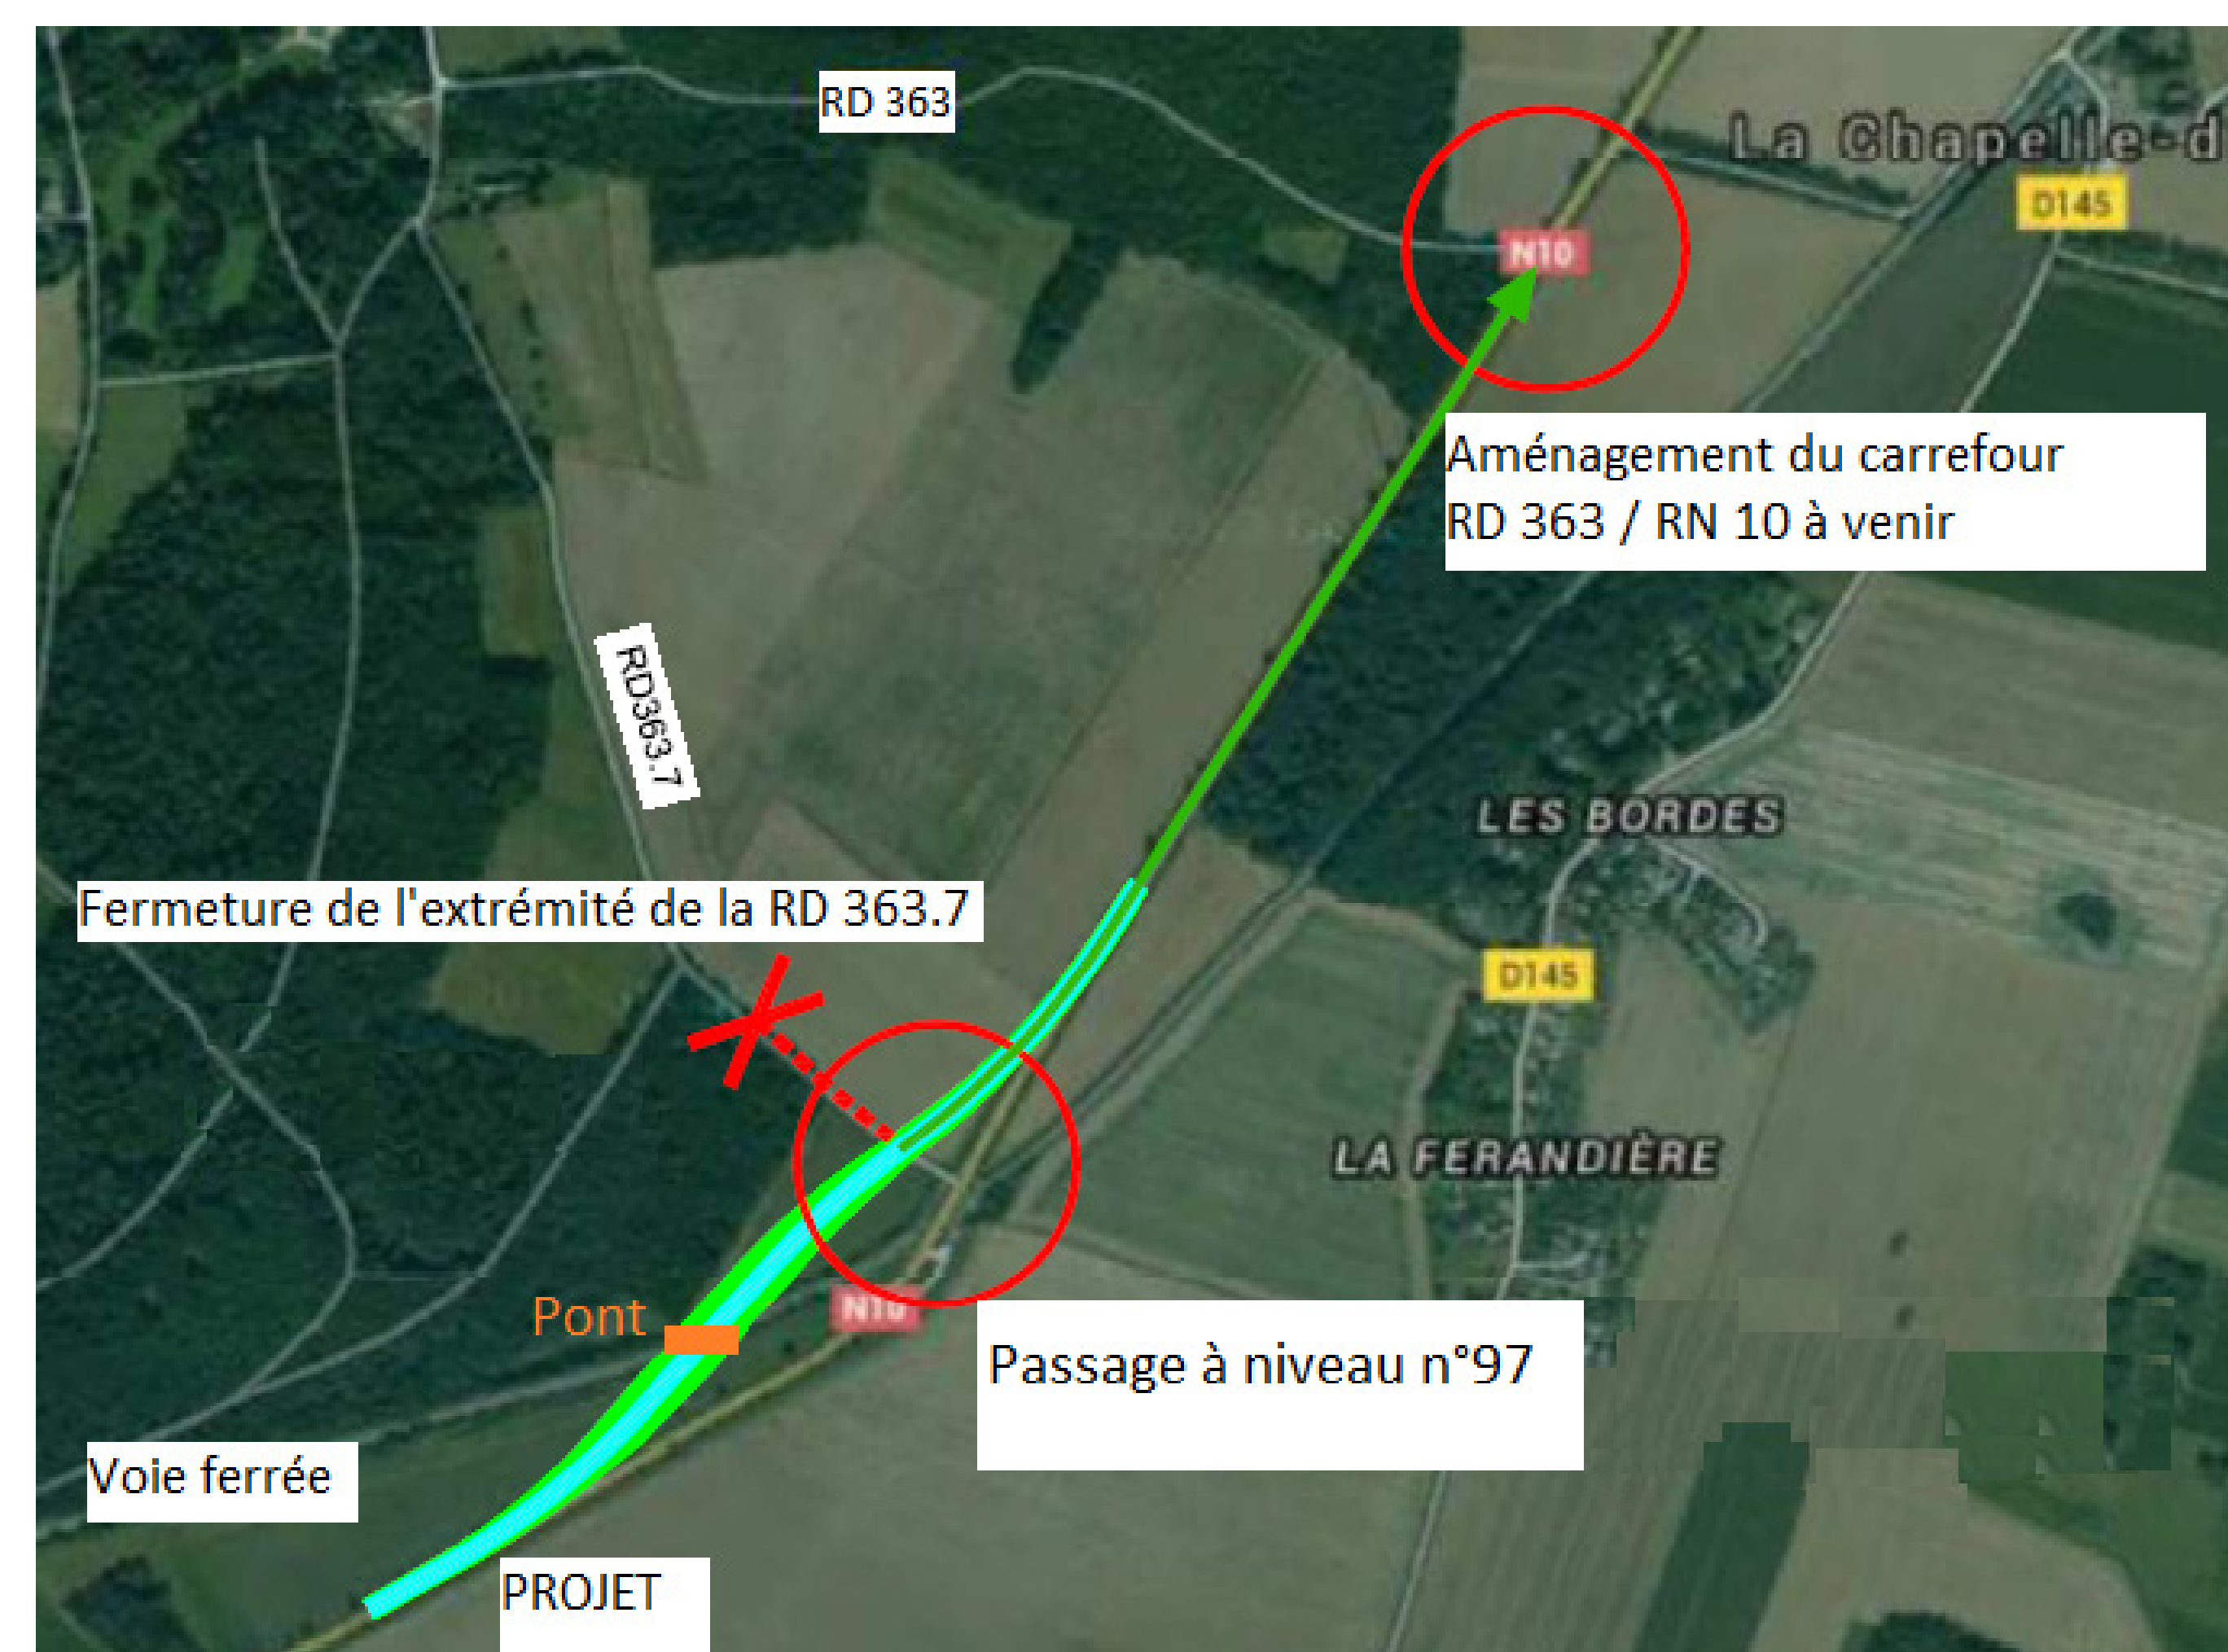 RD 363
La Chapelle-d
D145
N10
Aménagement du carrefour
RD 363 / RN 10 à venir
RD363.7
LES BORDES
Fermeture de l'extrémité de la RD 363.7
D145
LA FERANDIÈRE
Pont
N10
Passage à niveau n°97
Voie ferrée
PROJET